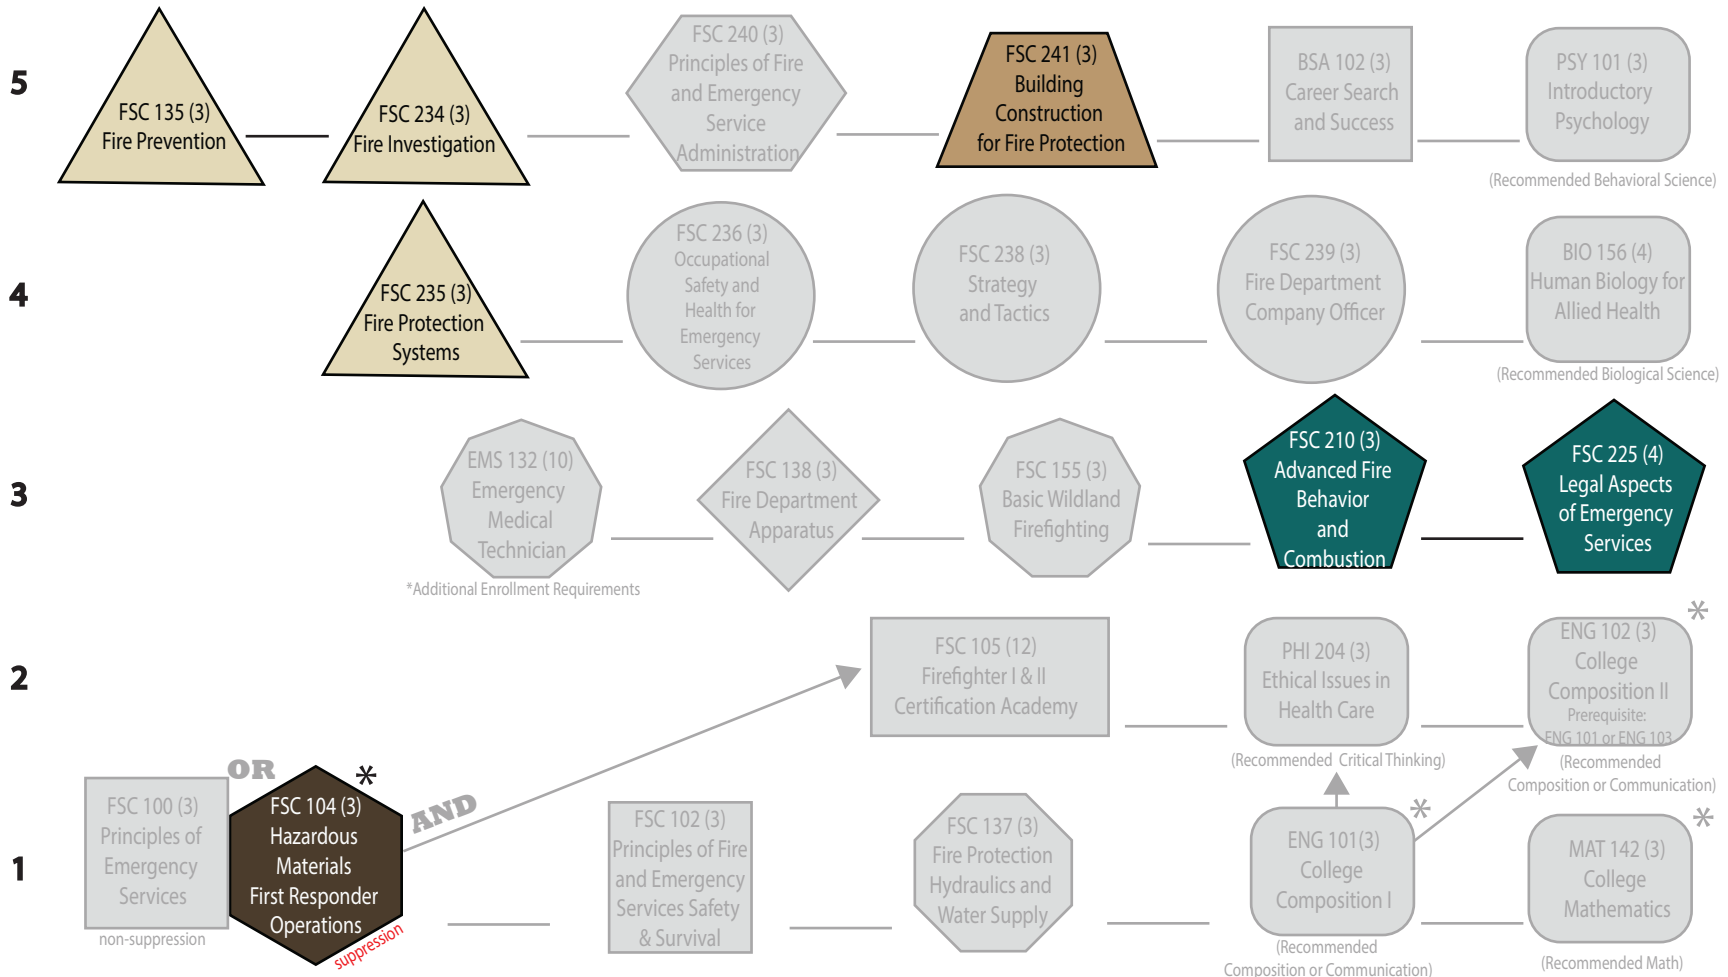 5
FSC 135 (3)
Fire Prevention
FSC 234 (3)
Fire Investigation
FSC 240 (3)
Principles of Fire
and Emergency
Service
Administration
FSC 241 (3)
Building
Construction
for Fire Protection
BSA 102 (3)
Career Search
and Success
PSY 101 (3)
Introductory
Psychology
(Recommended Behavioral Science)
4
FSC 235 (3)
Fire Protection
Systems
FSC 236 (3)
Occupational
Safety and
Health for
Emergency
Services
FSC 238 (3)
Strategy
and Tactics
FSC 239 (3)
Fire Department
Company Officer
BIO 156 (4)
Human Biology for
Allied Health
(Recommended Biological Science)
3
EMS 132 (10)
Emergency
Medical
Technician
*Additional Enrollment Requirements
FSC 138 (3)
Fire Department
Apparatus
FSC 155 (3)
Basic Wildland
Firefighting
FSC 210 (3)
Advanced Fire
Behavior
and
Combustion
FSC 225 (4)
Legal Aspects
of Emergency
Services
2
FSC 105 (12)
Firefighter I & II
Certification Academy
PHI 204 (3)
Ethical Issues in
Health Care
(Recommended Critical Thinking)
*
ENG 102 (3)
College
Composition II
Prerequisite:
ENG 101 or ENG 103
(Recommended
Composition or Communication)
1
FSC 100 (3)
Principles of
Emergency
Services
non-suppression
OR
*
FSC 104 (3)
Hazardous
Materials
First Responder
Operations
suppression
AND
FSC 102 (3)
Principles of Fire
and Emergency
Services Safety
& Survival
FSC 137 (3)
Fire Protection
Hydraulics and
Water Supply
*
ENG 101(3)
College
Composition I
(Recommended
Composition or Communication)
*
MAT 142 (3)
College
Mathematics
(Recommended Math)